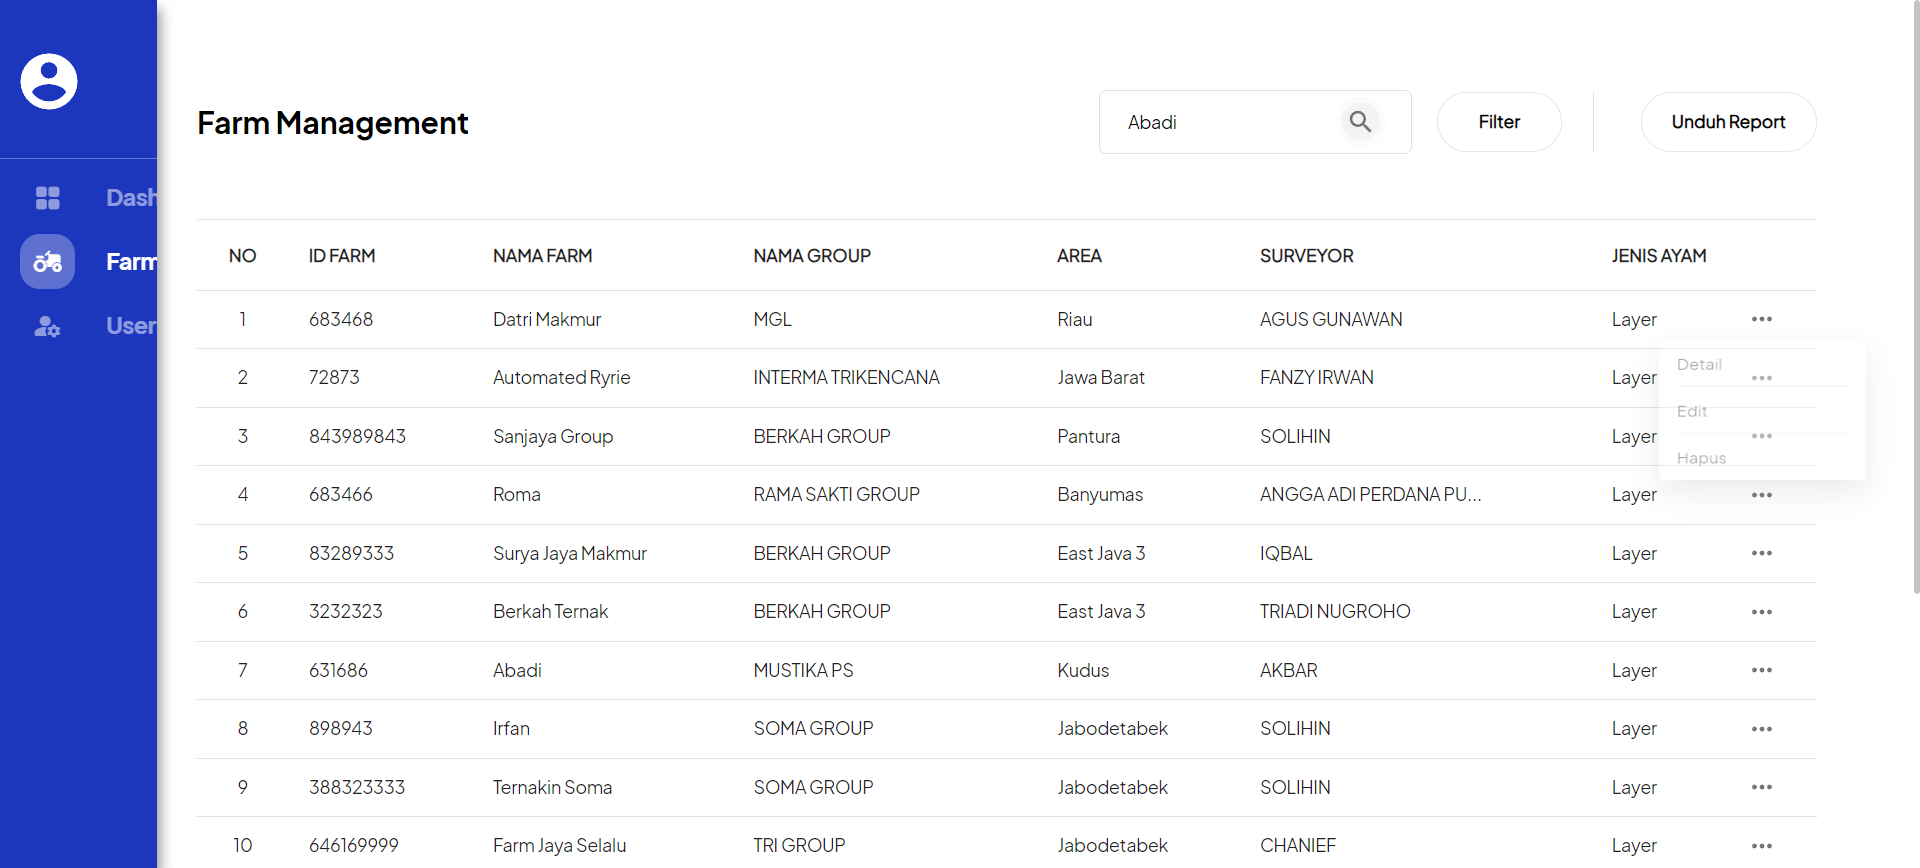 Farm Management
Abadi
Filter
Unduh Report
Dash
Farm
User
NO ID FARM NAMA FARM NAMA GROUP AREA SURVEYOR JENIS AYAM
1 683468 Datri Makmur MGL Riau AGUS GUNAWAN Layer
2 72873 Automated Ryrie INTERMA TRIKENCANA Jawa Barat FANZY IRWAN Layer
3 843989843 Sanjaya Group BERKAH GROUP Pantura SOLIHIN Layer
4 683466 Roma RAMA SAKTI GROUP Banyumas ANGGA ADI PERDANA PU... Layer
5 83289333 Surya Jaya Makmur BERKAH GROUP East Java 3 IQBAL Layer
6 3232323 Berkah Ternak BERKAH GROUP East Java 3 TRIADI NUGROHO Layer
7 631686 Abadi MUSTIKA PS Kudus AKBAR Layer
8 898943 Irfan SOMA GROUP Jabodetabek SOLIHIN Layer
9 388323333 Ternakin Soma SOMA GROUP Jabodetabek SOLIHIN Layer
10 646169999 Farm Jaya Selalu TRI GROUP Jabodetabek CHANIEF Layer
Detail
Edit
Hapus